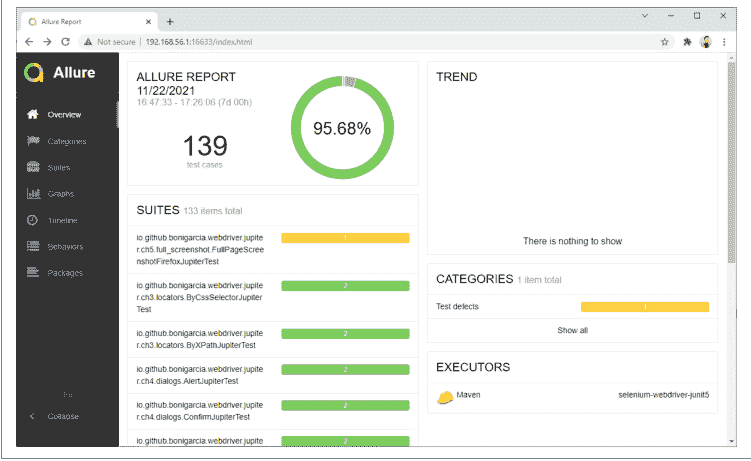 Allure Report
Not secure | 192.168.56.1:16633/index.html
Allure
Overview
Categories
Suites
Graphs
Timeline
Behaviors
Packages
Collapse
ALLURE REPORT
11/22/2021
16:47:33 - 17:26:06 (7d 00h)
139
test cases
95.68%
SUITES 133 items total
io.github.bonigarcia.webdriver.jupite
r.ch5.full_screenshot.FullPageScree
nshotFirefoxJupiterTest
1
io.github.bonigarcia.webdriver.jupite
r.ch3.locators.ByCssSelectorJupiter
Test
2
io.github.bonigarcia.webdriver.jupite
r.ch3.locators.ByXPathJupiterTest
2
io.github.bonigarcia.webdriver.jupite
r.ch4.dialogs.AlertJupiterTest
2
io.github.bonigarcia.webdriver.jupite
r.ch4.dialogs.ConfirmJupiterTest
2
io.github.bonigarcia.webdriver.jupite
2
TREND
There is nothing to show
CATEGORIES 1 item total
Test defects
1
Show all
EXECUTORS
Maven
selenium-webdriver-junit5